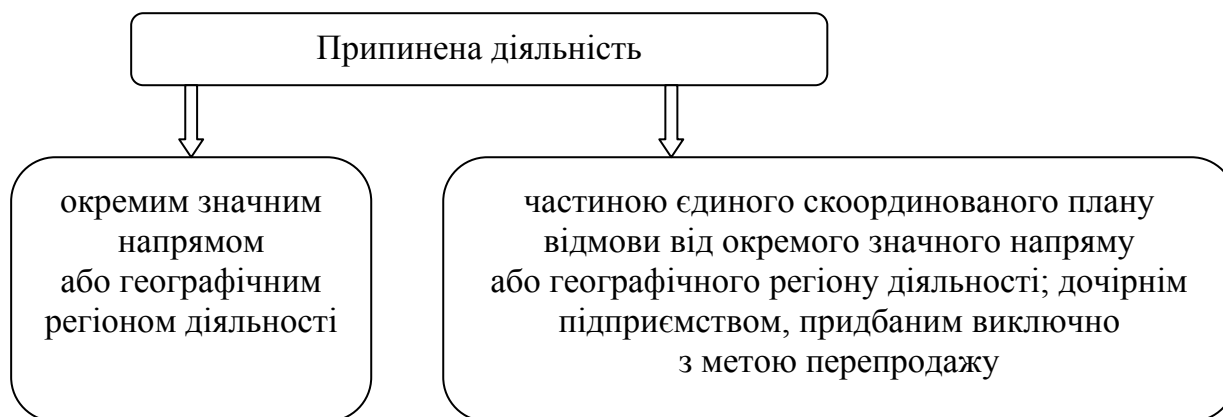 Припинена діяльність
окремим значним
напрямом
або географічним
регіоном діяльності
частиною єдиного скоординованого плану
відмови від окремого значного напряму
або географічного регіону діяльності; дочірнім
підприємством, придбаним виключно
з метою перепродажу